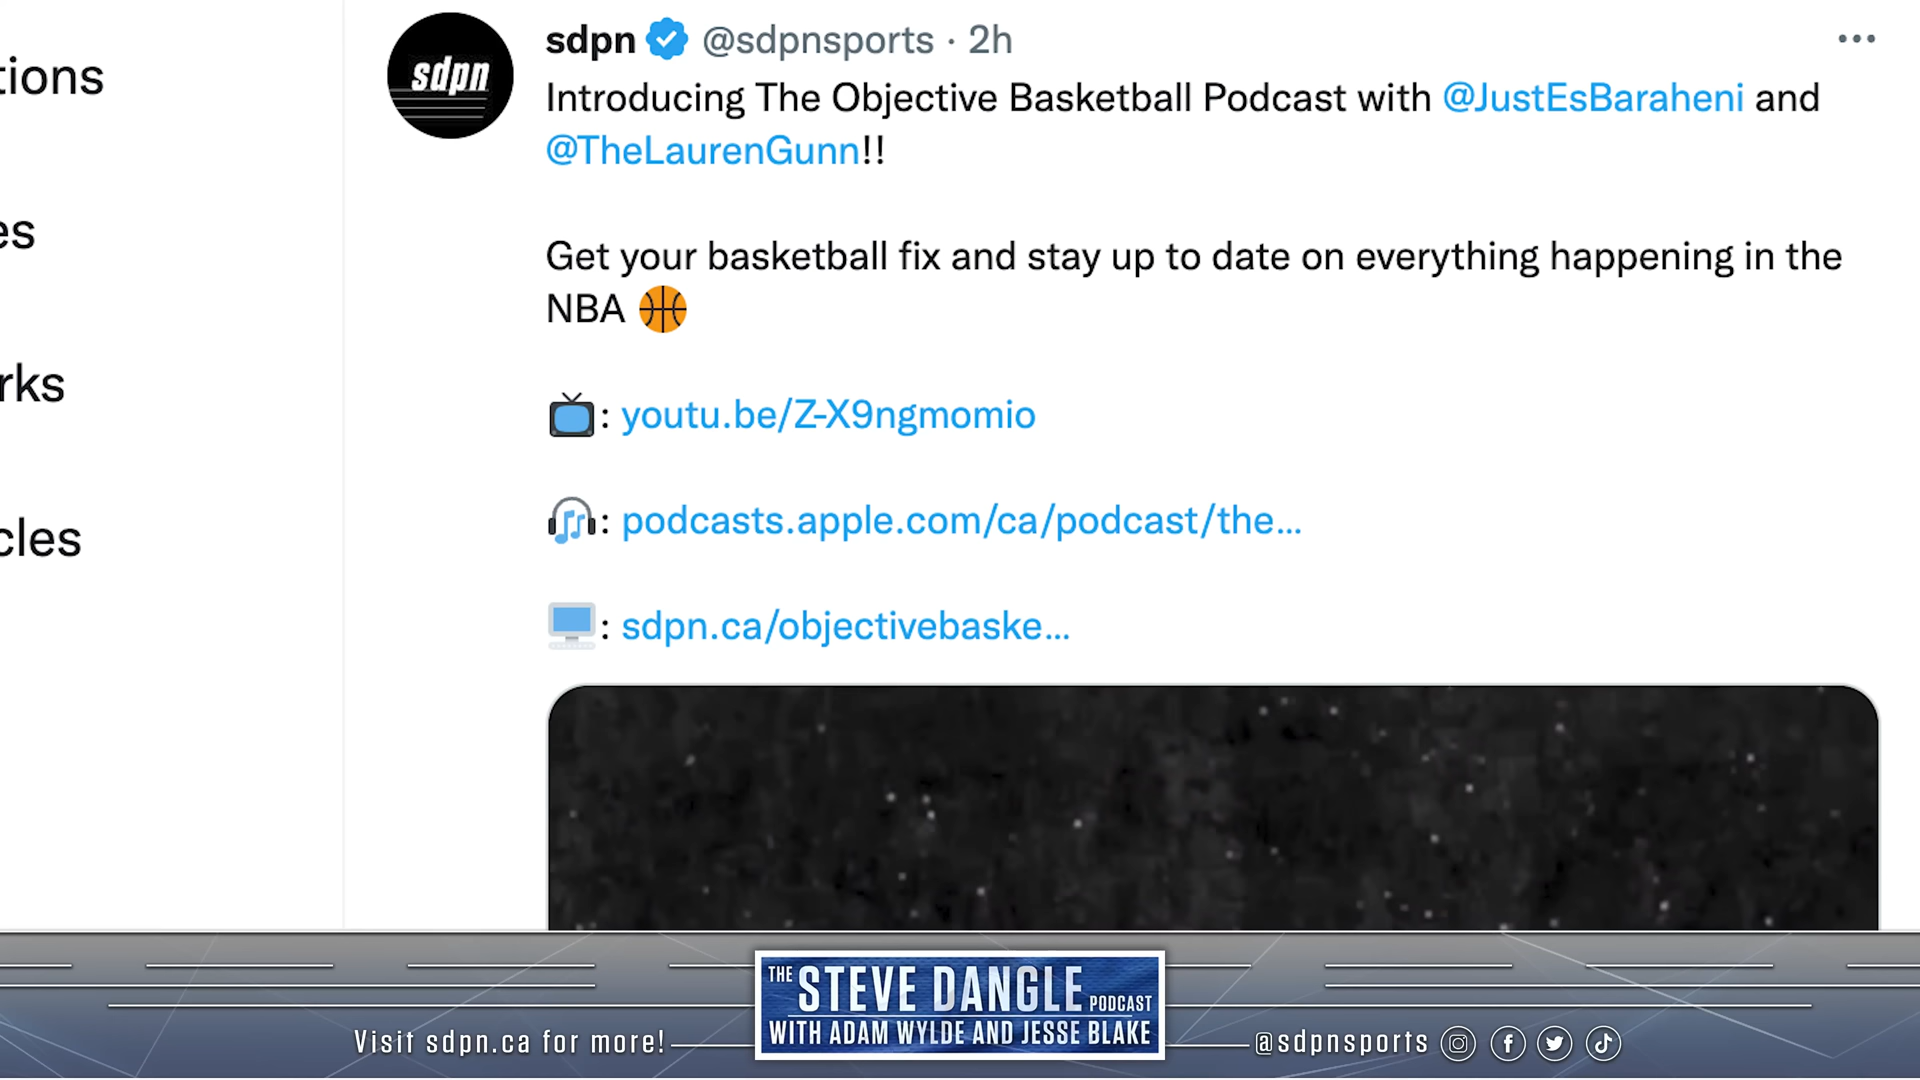 tions
es
rks
cles
sdpn
sdpn @sdpnsports · 2h
Introducing The Objective Basketball Podcast with @JustEsBaraheni and
@TheLaurenGunn!!
Get your basketball fix and stay up to date on everything happening in the
NBA 🏀
📺: youtu.be/Z-X9ngmomio
🎧: podcasts.apple.com/ca/podcast/the…
🖥: sdpn.ca/objectivebaske…
Visit sdpn.ca for more!
THE STEVE DANGLE PODCAST
WITH ADAM WYLDE AND JESSE BLAKE
@sdpnsports